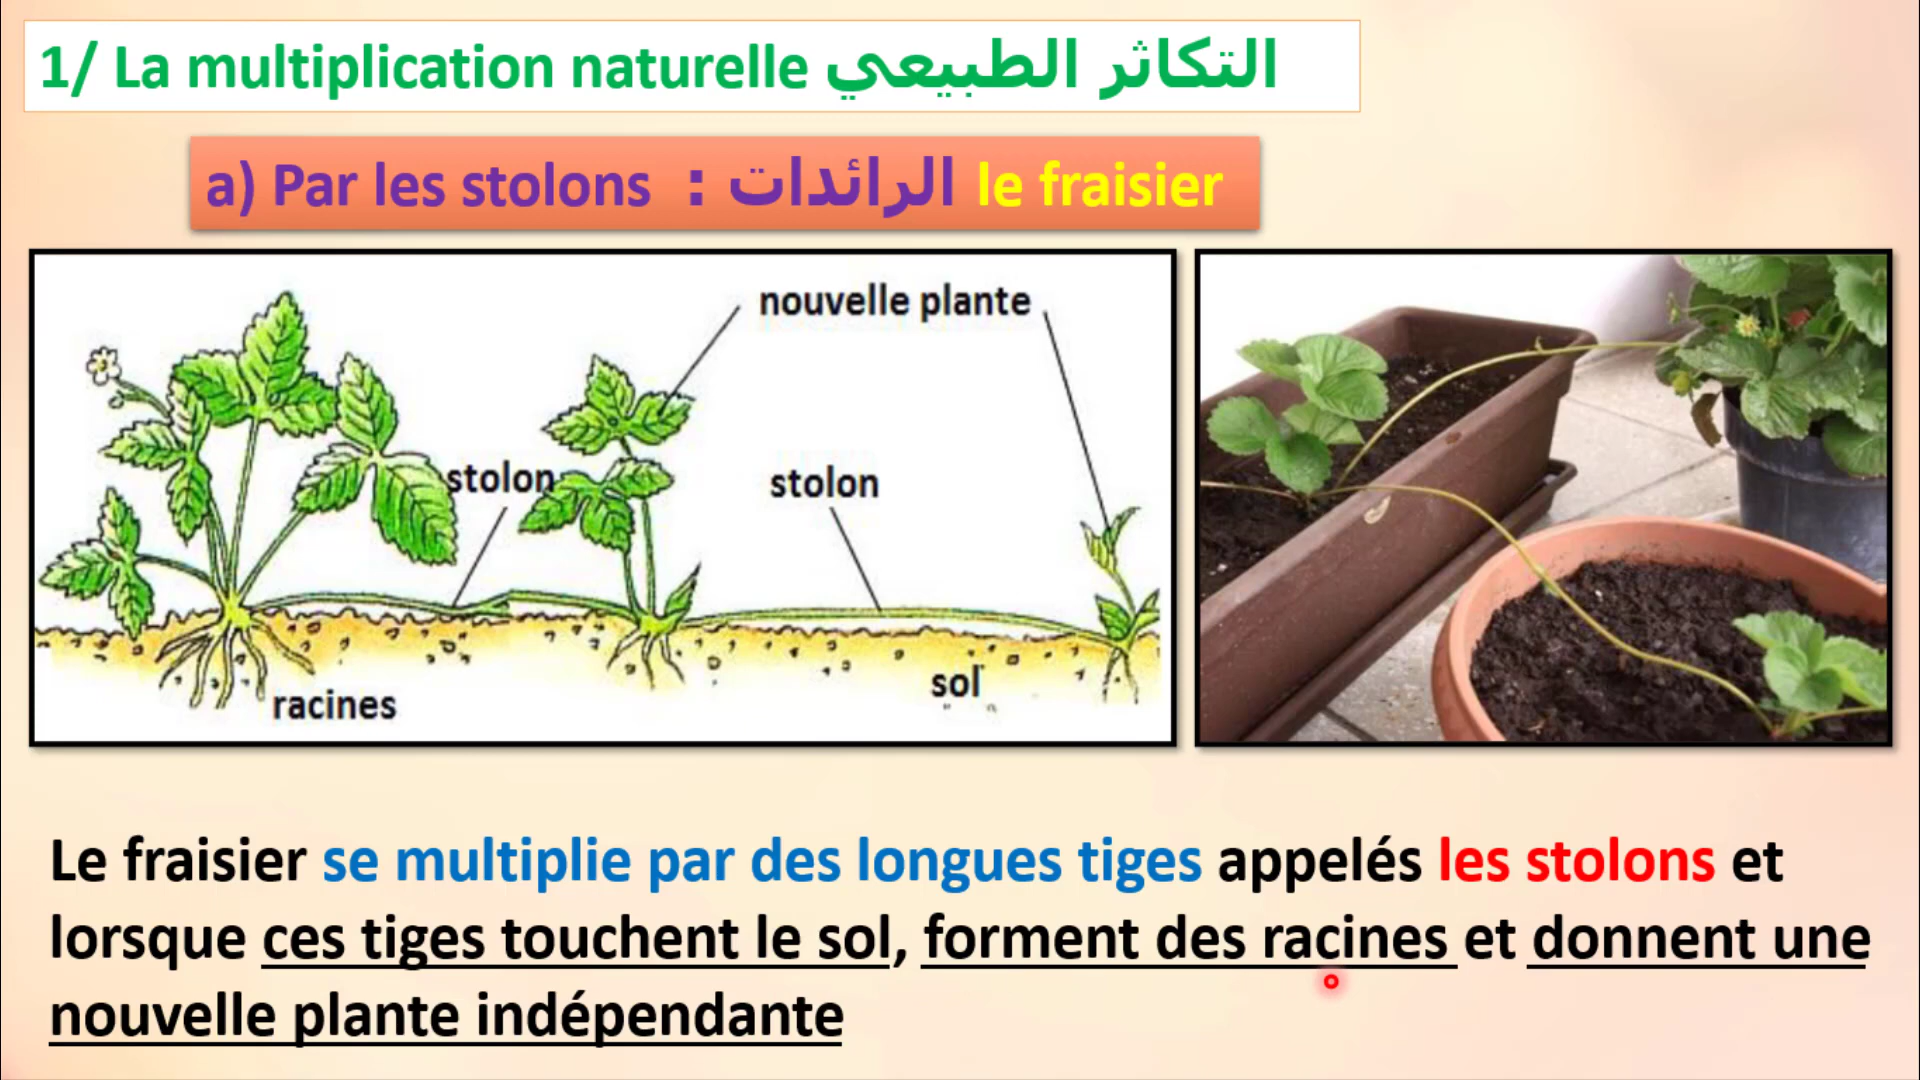 1/ La multiplication naturelle التكاثر الطبيعي
a) Par les stolons : الرائدات le fraisier
nouvelle plante
stolon
stolon
racines
sol
Le fraisier se multiplie par des longues tiges appelés les stolons et
lorsque ces tiges touchent le sol, forment des racines et donnent une
nouvelle plante indépendante